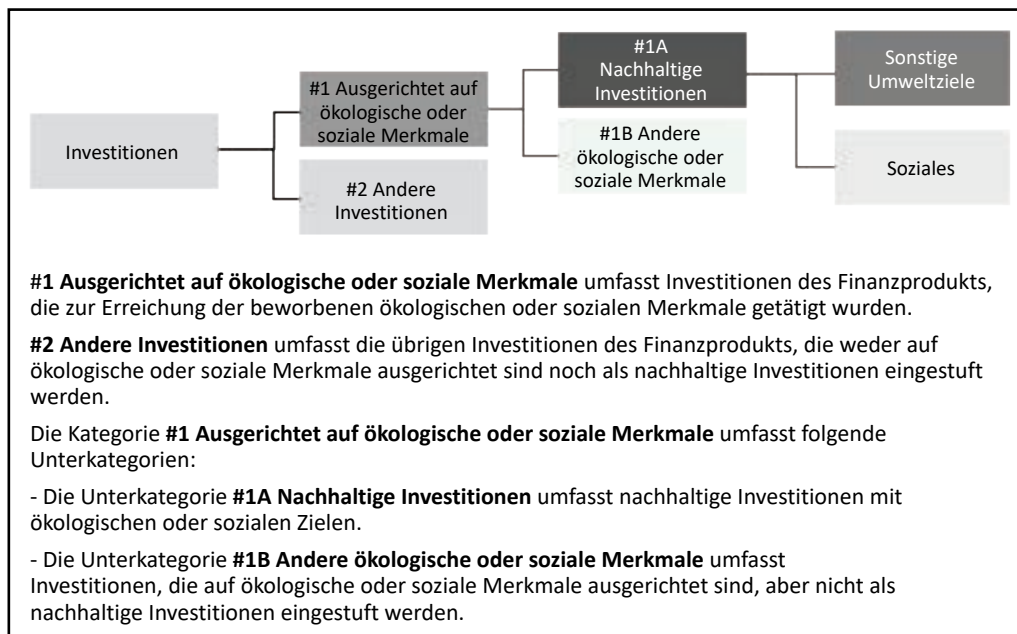 Investitionen
#1 Ausgerichtet auf
ökologische oder
soziale Merkmale
#2 Andere
Investitionen
#1A
Nachhaltige
Investitionen
#1B Andere
ökologische oder
soziale Merkmale
Sonstige
Umweltziele
Soziales
#1 Ausgerichtet auf ökologische oder soziale Merkmale umfasst Investitionen des Finanzprodukts,
die zur Erreichung der beworbenen ökologischen oder sozialen Merkmale getätigt wurden.
#2 Andere Investitionen umfasst die übrigen Investitionen des Finanzprodukts, die weder auf
ökologische oder soziale Merkmale ausgerichtet sind noch als nachhaltige Investitionen eingestuft
werden.
Die Kategorie #1 Ausgerichtet auf ökologische oder soziale Merkmale umfasst folgende
Unterkategorien:
- Die Unterkategorie #1A Nachhaltige Investitionen umfasst nachhaltige Investitionen mit
ökologischen oder sozialen Zielen.
- Die Unterkategorie #1B Andere ökologische oder soziale Merkmale umfasst
Investitionen, die auf ökologische oder soziale Merkmale ausgerichtet sind, aber nicht als
nachhaltige Investitionen eingestuft werden.